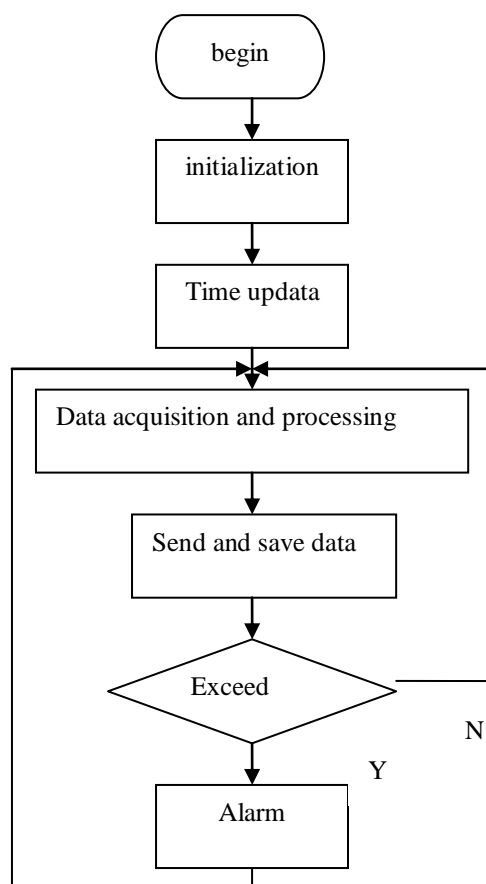 begin
initialization
Time updata
Data acquisition and processing
Send and save data
Exceed
N
Y
Alarm